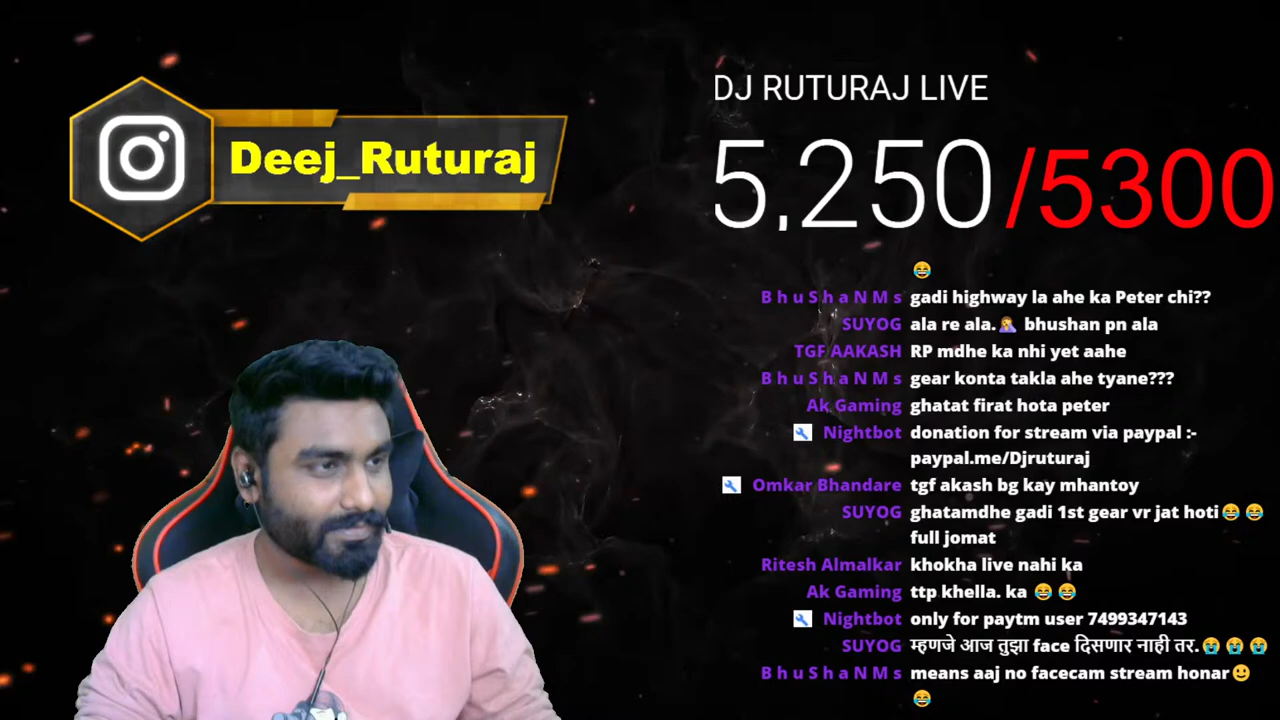 Deej_Ruturaj
DJ RUTURAJ LIVE
5,250/5300
😂
B h u S h a N M s gadi highway la ahe ka Peter chi??
SUYOG ala re ala.🤦‍♀️ bhushan pn ala
TGF AAKASH RP mdhe ka nhi yet aahe
B h u S h a N M s gear konta takla ahe tyane???
Ak Gaming ghatat firat hota peter
Nightbot donation for stream via paypal :-
paypal.me/Djruturaj
Omkar Bhandare tgf akash bg kay mhantoy
SUYOG ghatamdhe gadi 1st gear vr jat hoti😂 😂
full jomat
Ritesh Almalkar khokha live nahi ka
Ak Gaming ttp khella. ka 😂 😂
Nightbot only for paytm user 7499347143
SUYOG म्हणजे आज तुझा face दिसणार नाही तर.😭 😭 😭
B h u S h a N M s means aaj no facecam stream honar🙂
😂